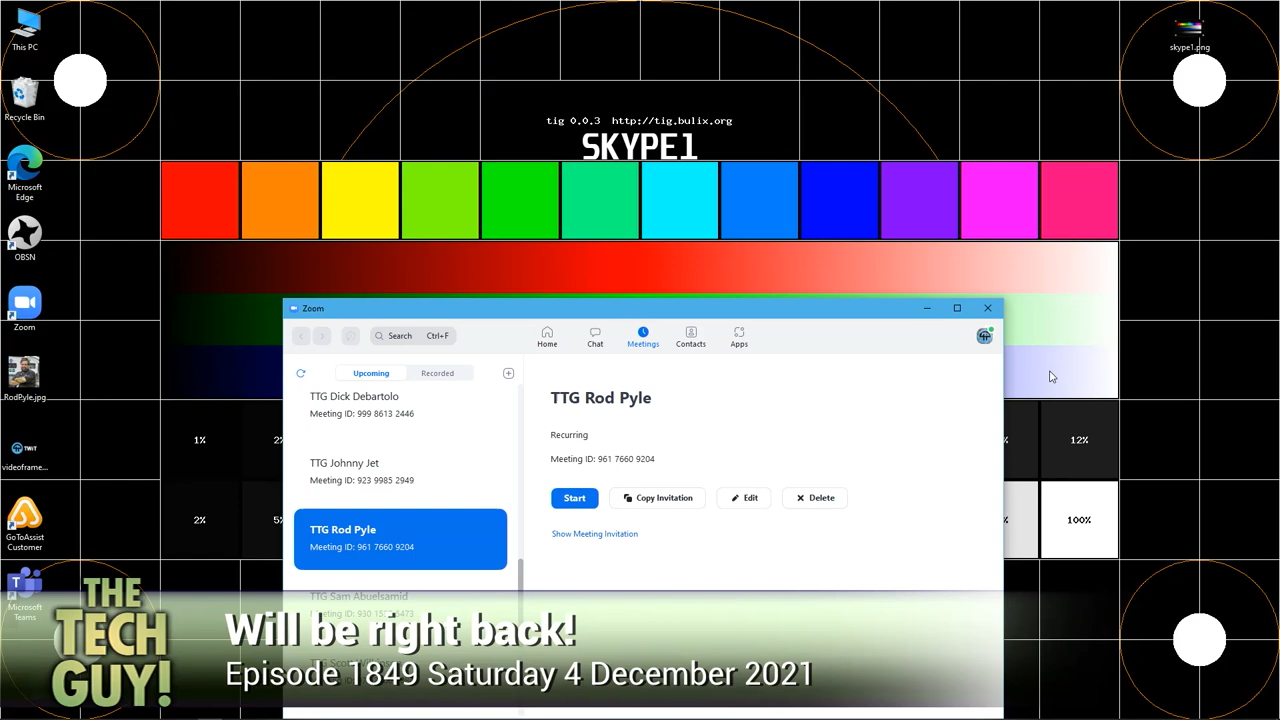 This PC
Recycle Bin
Microsoft
Edge
OBSN
Zoom
RodPyle.jpg
TWiT
videoframe...
GoToAssist
Customer
Microsoft
Teams
skype1.png
tig 0.0.3 http://tig.bulix.org
SKYPE1
Zoom
Search Ctrl+F
Home
Chat
Meetings
Contacts
Apps
Upcoming
Recorded
TTG Dick Debartolo
Meeting ID: 999 8613 2446
TTG Johnny Jet
Meeting ID: 923 9985 2949
TTG Rod Pyle
Meeting ID: 961 7660 9204
TTG Sam Abuelsamid
TTG Rod Pyle
Recurring
Meeting ID: 961 7660 9204
Start
Copy Invitation
Edit
Delete
Show Meeting Invitation
1%
12%
2%
100%
THE
TECH
GUY!
Will be right back!
Episode 1849 Saturday 4 December 2021